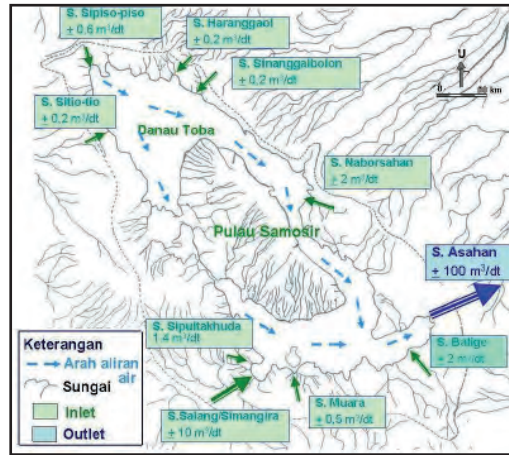 S. Sipiso-piso
± 0,6 m³/dt
S. Haranggaol
± 0,2 m³/dt
S. Sinanggaibolon
± 0,2 m³/dt
U
0
80 km
S. Sitio-tio
± 0,2 m³/dt
Danau Toba
S. Naborsahan
± 2 m³/dt
Pulau Samosir
S. Asahan
± 100 m³/dt
S. Sipultakhuda
1,4 m³/dt
S. Balige
± 2 m³/dt
S.Salang/Simangira
± 10 m³/dt
S. Muara
± 0,5 m³/dt
Keterangan
Arah aliran
air
Sungai
Inlet
Outlet